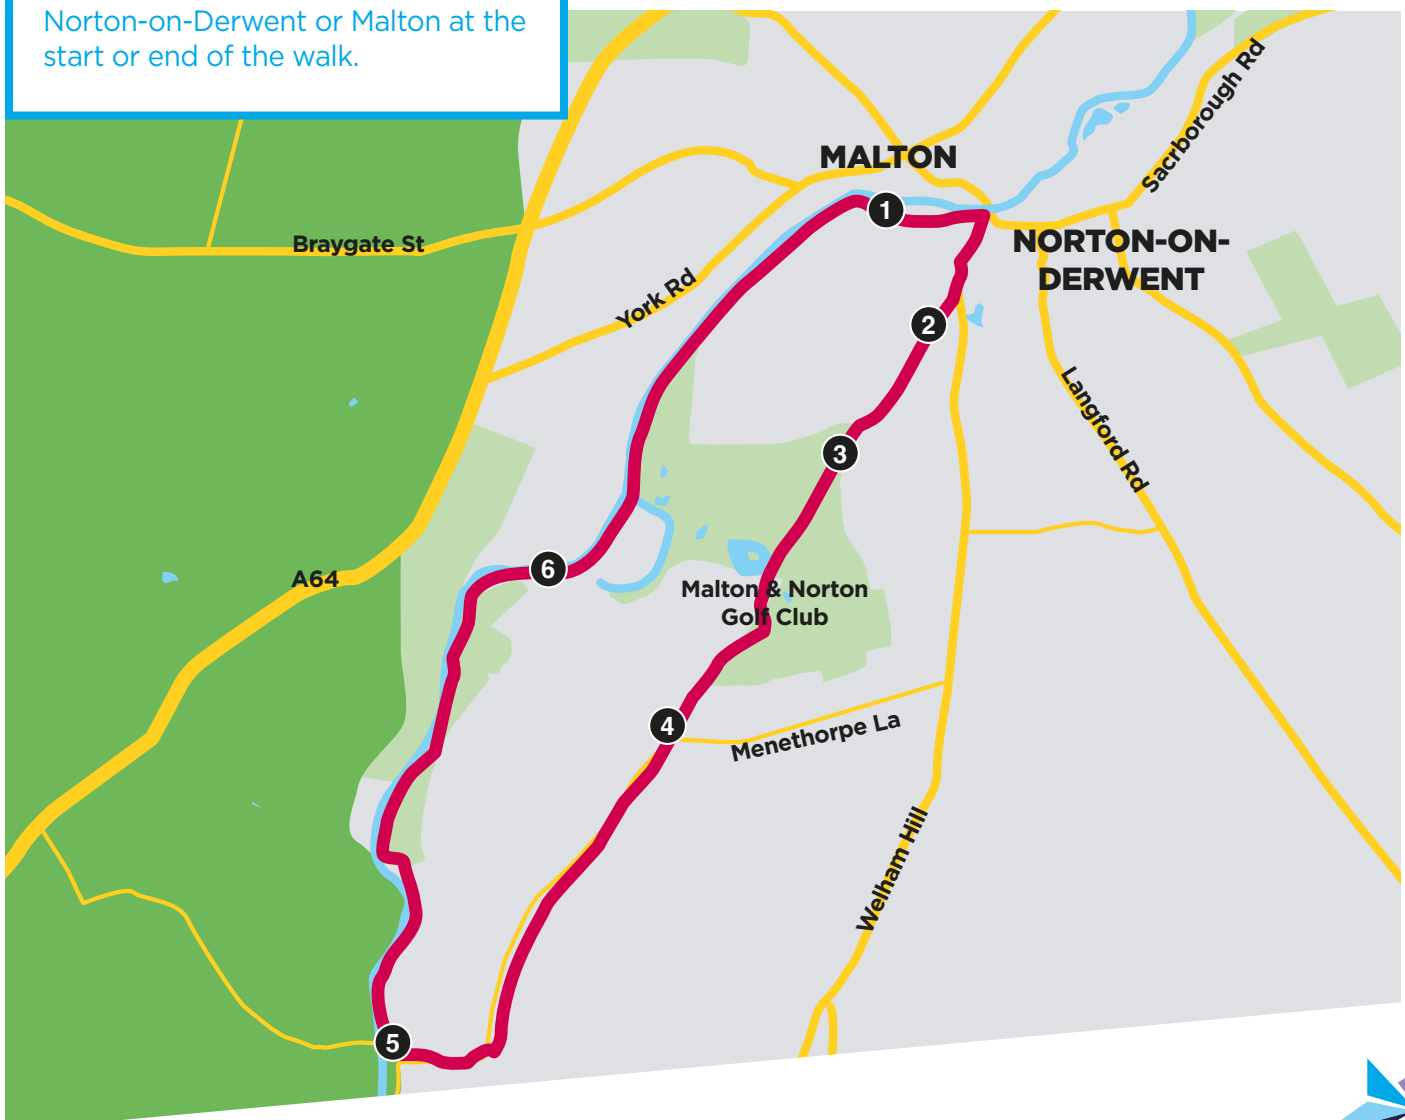 Norton-on-Derwent or Malton at the
start or end of the walk.
Sacrborough Rd
MALTON
1
NORTON-ON-
DERWENT
Braygate St
York Rd
2
Langford Rd
3
6
A64
Malton & Norton
Golf Club
4
Menethorpe La
Welham Hill
5